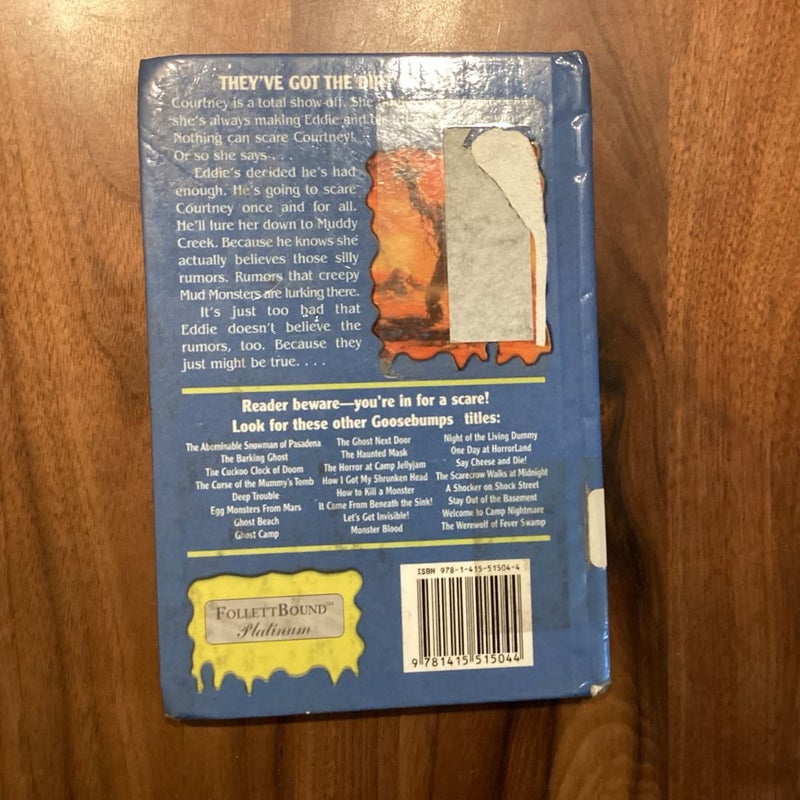 THEY'VE GOT THE DIRT
Courtney is a total show-off. She
she's always making Eddie and his
Nothing can scare Courtney!
Or so she says . . .
Eddie's decided he's had
enough. He's going to scare
Courtney once and for all.
He'll lure her down to Muddy
Creek. Because he knows she
actually believes those silly
rumors. Rumors that creepy
Mud Monsters are lurking there.
It's just too bad that
Eddie doesn't believe the
rumors, too. Because they
just might be true. . . .
Reader beware—you're in for a scare!
Look for these other Goosebumps titles:
The Abominable Snowman of Pasadena
The Barking Ghost
The Cuckoo Clock of Doom
The Curse of the Mummy's Tomb
Deep Trouble
Egg Monsters From Mars
Ghost Beach
Ghost Camp
The Ghost Next Door
The Haunted Mask
The Horror at Camp Jellyjam
How I Got My Shrunken Head
How to Kill a Monster
It Came From Beneath the Sink!
Let's Get Invisible!
Monster Blood
Night of the Living Dummy
One Day at HorrorLand
Say Cheese and Die!
The Scarecrow Walks at Midnight
A Shocker on Shock Street
Stay Out of the Basement
Welcome to Camp Nightmare
The Werewolf of Fever Swamp
FOLLETTBOUND
Platinum
ISBN 978-1-415-51504-4
9 781415 515044